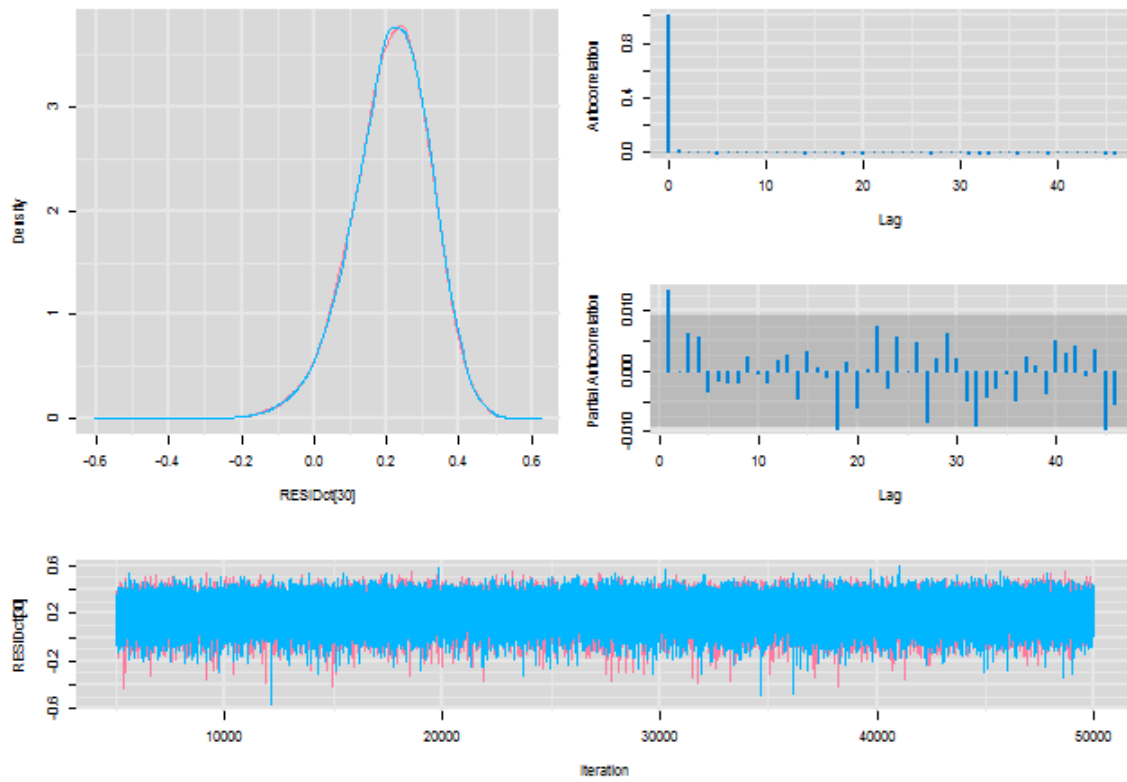 Density
3
2
1
0
-0.6 -0.4 -0.2 0.0 0.2 0.4 0.6
RESIDct[30]
Autocorrelation
0.8
0.4
0.0
0 10 20 30 40
Lag
Partial Autocorrelation
0.010
0.000
-0.010
0 10 20 30 40
Lag
RESIDct[30]
0.6
0.2
-0.2
-0.6
10000 20000 30000 40000 50000
Iteration